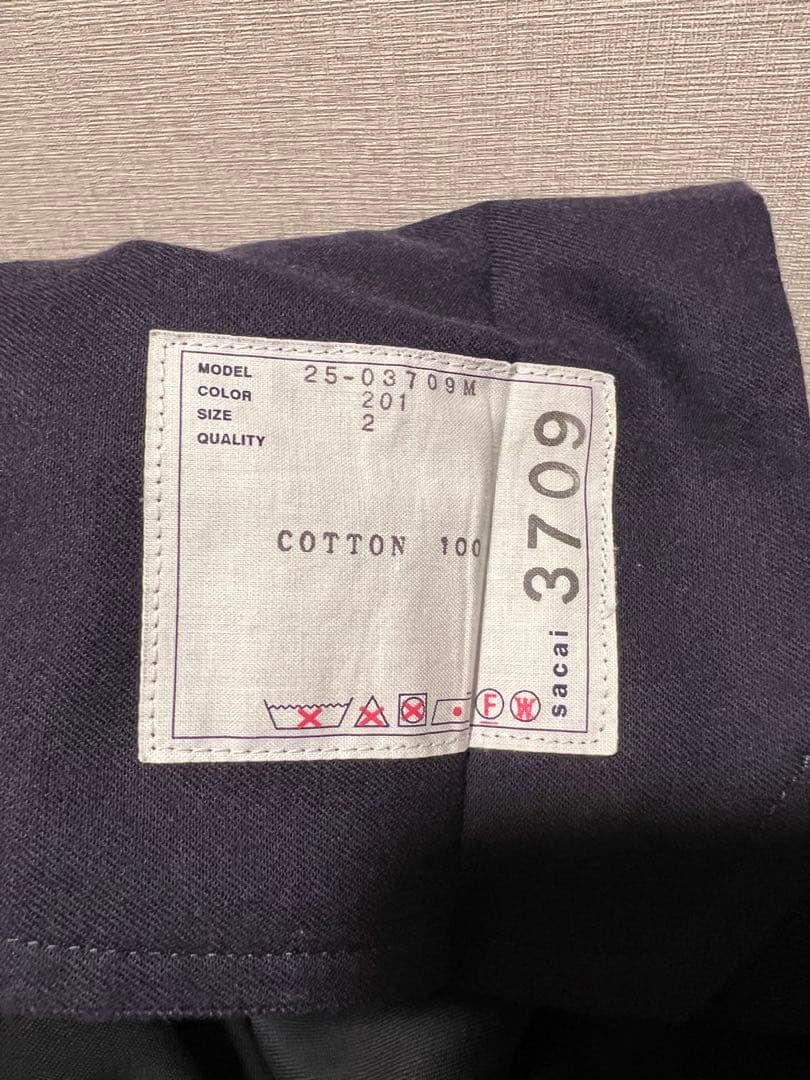 MODEL 25-03709M
COLOR 201
SIZE 2
QUALITY
COTTON 100
F W
sacai 3709